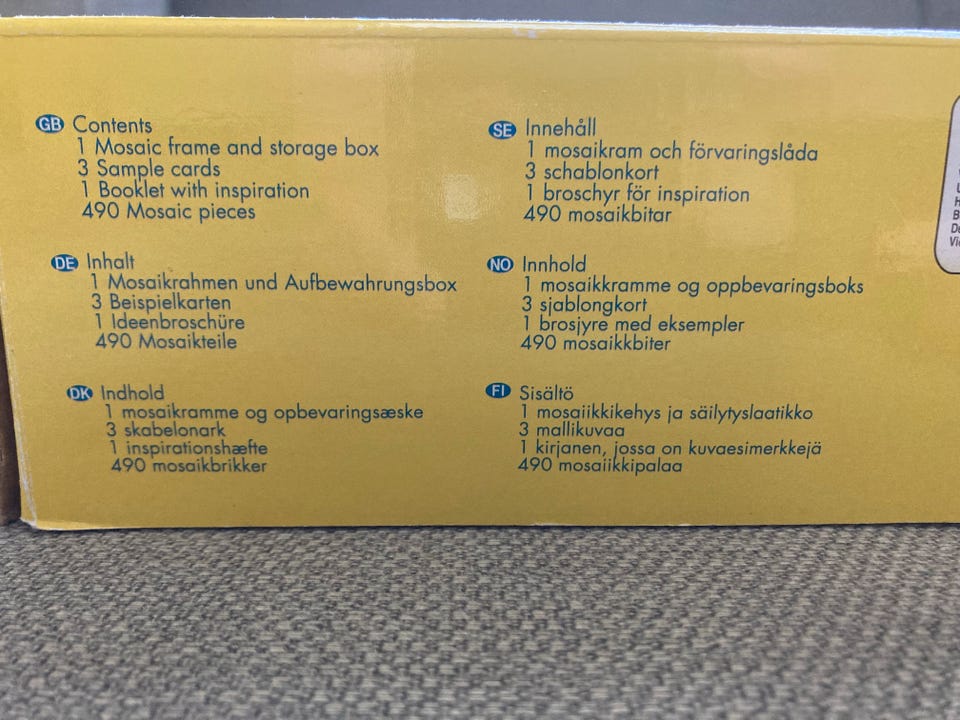 GB Contents
1 Mosaic frame and storage box
3 Sample cards
1 Booklet with inspiration
490 Mosaic pieces
DE Inhalt
1 Mosaikrahmen und Aufbewahrungsbox
3 Beispielkarten
1 Ideenbroschüre
490 Mosaikteile
DK Indhold
1 mosaikramme og opbevaringsæske
3 skabelonark
1 inspirationshæfte
490 mosaikbrikker
SE Innehåll
1 mosaikram och förvaringslåda
3 schablonkort
1 broschyr för inspiration
490 mosaikbitar
NO Innhold
1 mosaikkramme og oppbevaringsboks
3 sjablongkort
1 brosjyre med eksempler
490 mosaikkbiter
FI Sisältö
1 mosaiikkikehys ja säilytyslaatikko
3 mallikuvaa
1 kirjanen, jossa on kuvaesimerkkejä
490 mosaiikkipalaa